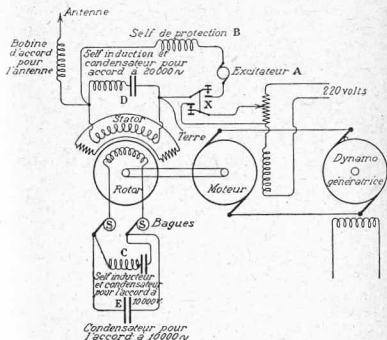 Antenne
Self de protection B
Bobine
d'accord
pour
l'antenne
Self induction et
condensateur pour
accord à 20000~
Excitateur A
D
X
220 volts
Stator
Terre
Rotor
Moteur
Dynamo
génératrice
S
S
Bagues
C
Self inducteur
et condensateur
pour l'accord à
10000~
E
Condensateur pour
l'accord à 10000~